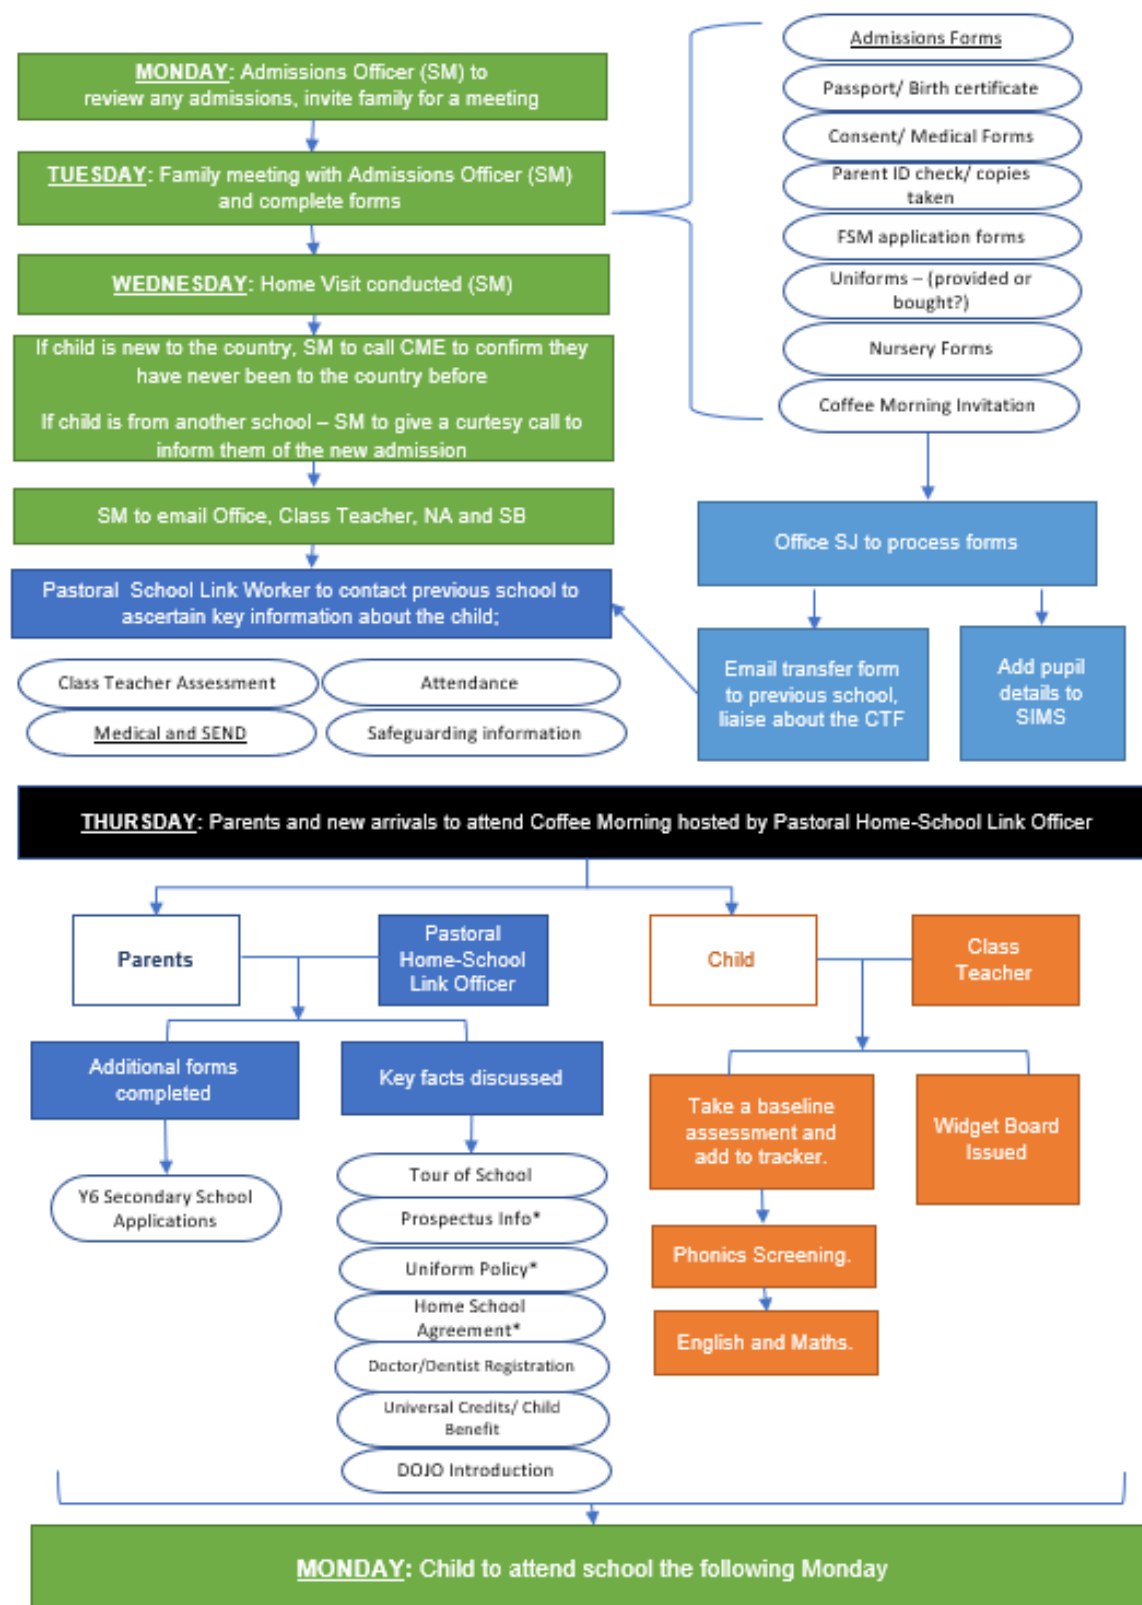 MONDAY: Admissions Officer (SM) to
review any admissions, invite family for a meeting
TUESDAY: Family meeting with Admissions Officer (SM)
and complete forms
WEDNESDAY: Home Visit conducted (SM)
If child is new to the country, SM to call CME to confirm they
have never been to the country before
If child is from another school – SM to give a curtesy call to
inform them of the new admission
SM to email Office, Class Teacher, NA and SB
Pastoral School Link Worker to contact previous school to
ascertain key information about the child;
Class Teacher Assessment
Attendance
Medical and SEND
Safeguarding information
Admissions Forms
Passport/ Birth certificate
Consent/ Medical Forms
Parent ID check/ copies
taken
FSM application forms
Uniforms – (provided or
bought?)
Nursery Forms
Coffee Morning Invitation
Office SJ to process forms
Email transfer form
to previous school,
liaise about the CTF
Add pupil
details to
SIMS
THURSDAY: Parents and new arrivals to attend Coffee Morning hosted by Pastoral Home-School Link Officer
Parents
Pastoral
Home-School
Link Officer
Additional forms
completed
Y6 Secondary School
Applications
Key facts discussed
Tour of School
Prospectus Info*
Uniform Policy*
Home School
Agreement*
Doctor/Dentist Registration
Universal Credits/ Child
Benefit
DOJO Introduction
Child
Class
Teacher
Take a baseline
assessment and
add to tracker.
Phonics Screening.
English and Maths.
Widget Board
Issued
MONDAY: Child to attend school the following Monday